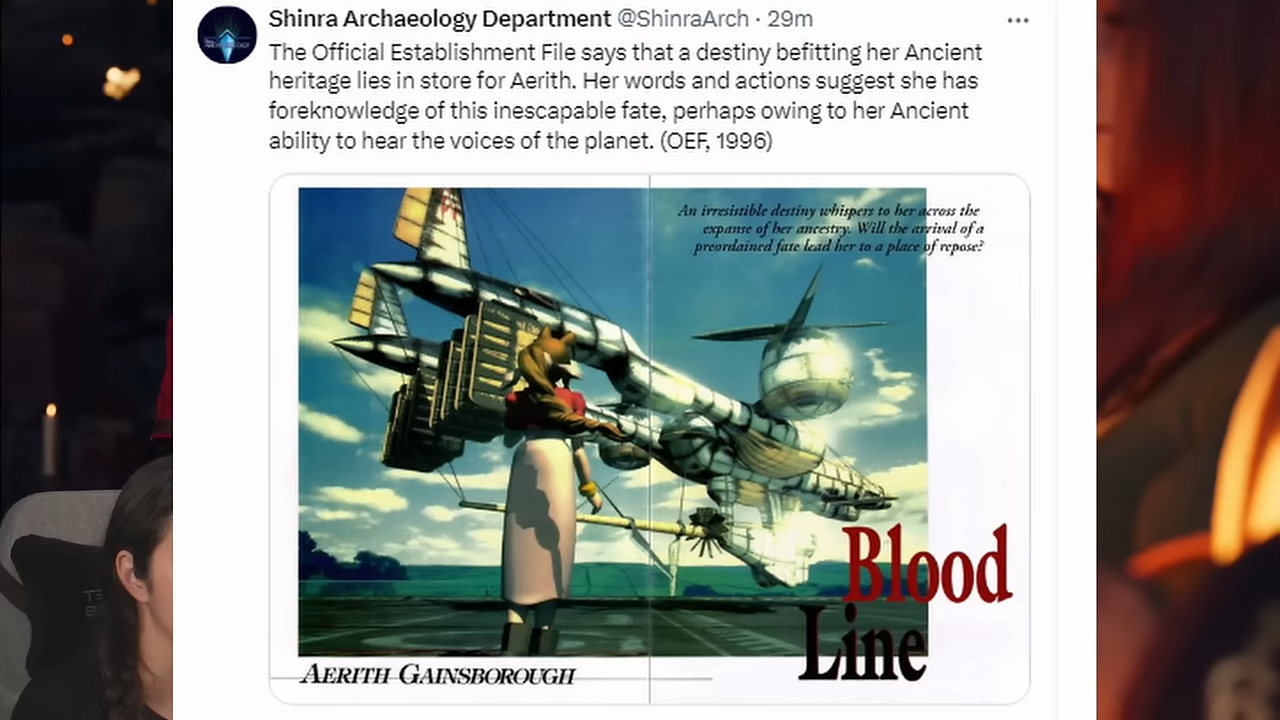 Shinra Archaeology Department @ShinraArch · 29m
The Official Establishment File says that a destiny befitting her Ancient
heritage lies in store for Aerith. Her words and actions suggest she has
foreknowledge of this inescapable fate, perhaps owing to her Ancient
ability to hear the voices of the planet. (OEF, 1996)
An irresistible destiny whispers to her across the
expanse of her ancestry. Will the arrival of a
preordained fate lead her to a place of repose?
Blood
Line
AERITH GAINSBOROUGH